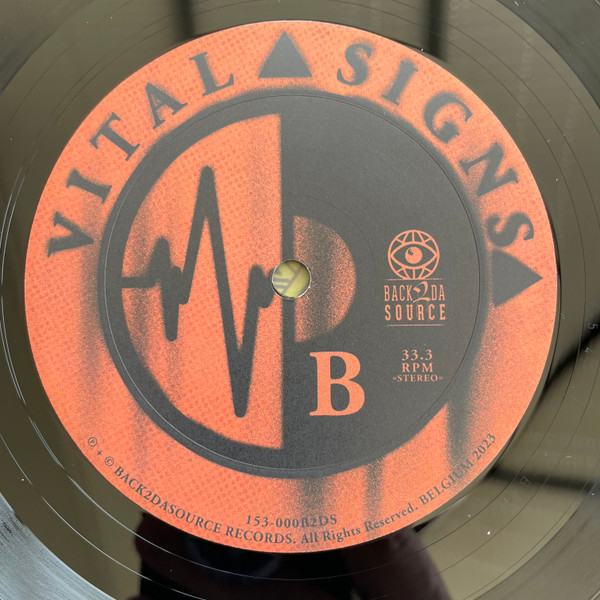 VITAL▲SIGNS▲
BACK2DA
SOURCE
33.3
RPM
=STEREO=
B
153-000B2DS
℗ + © BACK2DASOURCE RECORDS. All Rights Reserved. BELGIUM 2023